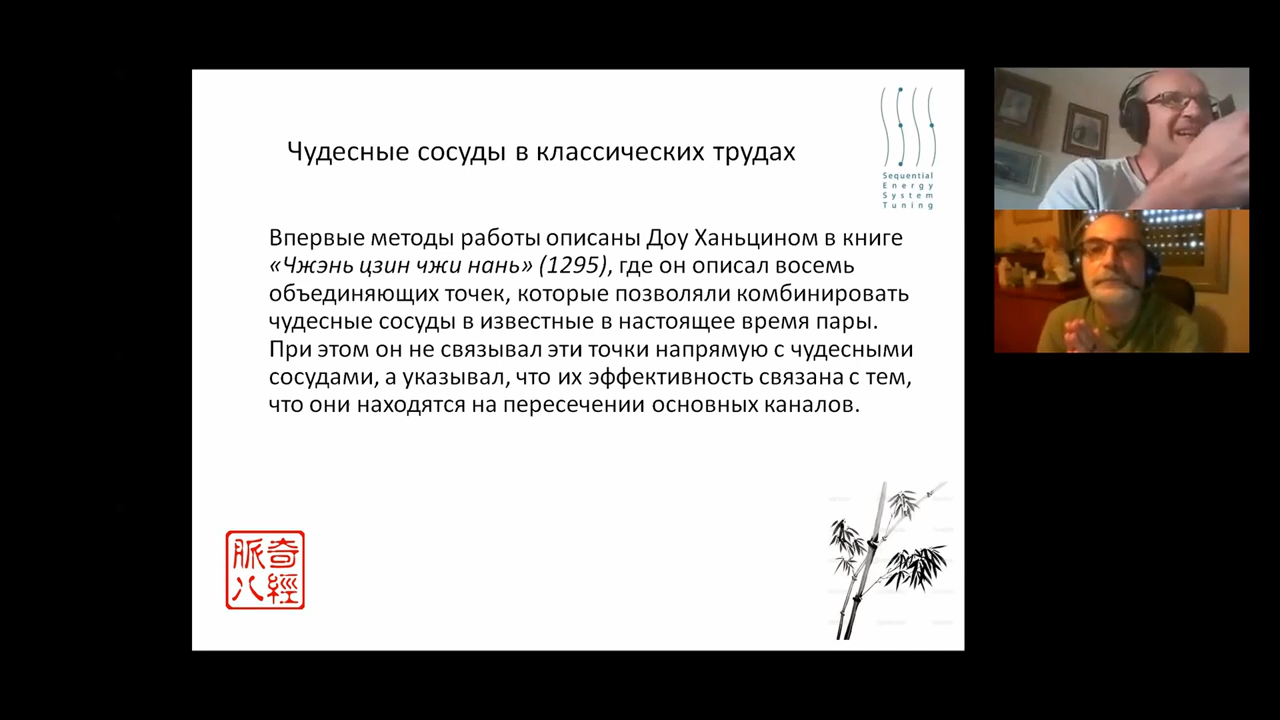 Чудесные сосуды в классических трудах
Sequential
Energy
System
Tuning
Впервые методы работы описаны Доу Ханьцином в книге
«Чжэнь цзин чжи нань» (1295), где он описал восемь
объединяющих точек, которые позволяли комбинировать
чудесные сосуды в известные в настоящее время пары.
При этом он не связывал эти точки напрямую с чудесными
сосудами, а указывал, что их эффективность связана с тем,
что они находятся на пересечении основных каналов.
脈奇
八經